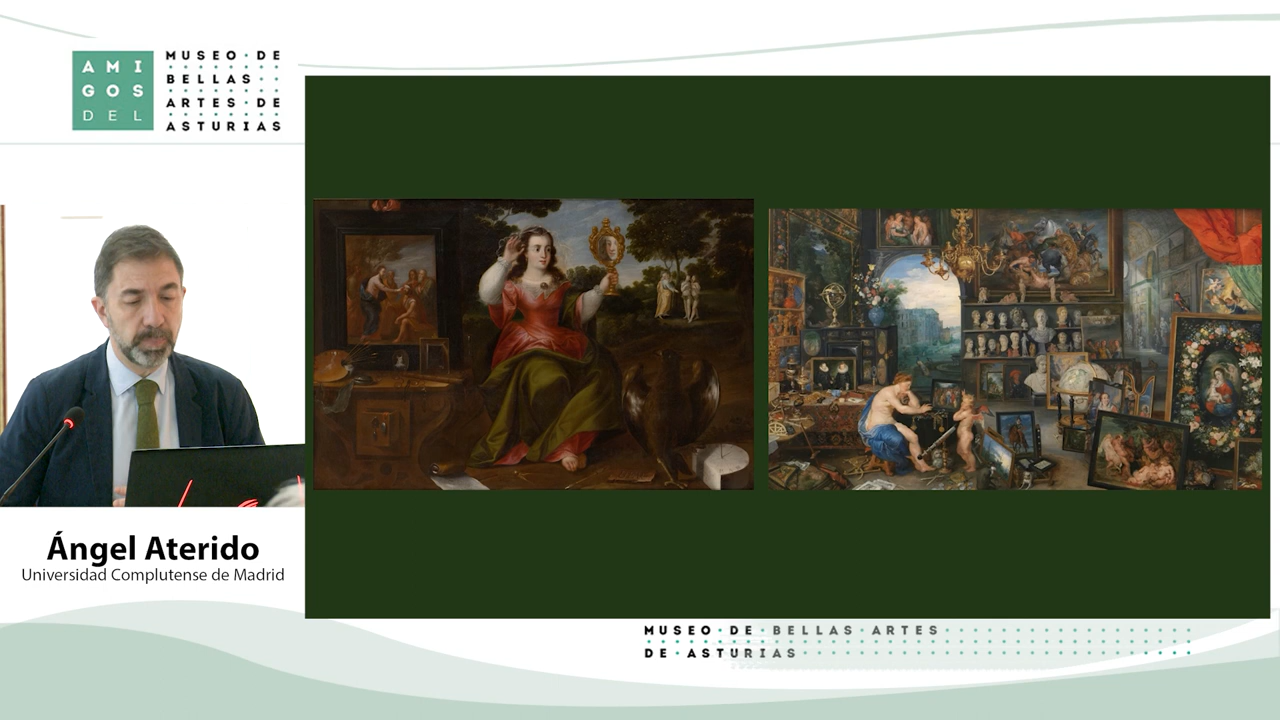 AMI
GOS
DEL
MUSEO DE
BELLAS
ARTES DE
ASTURIAS
Ángel Aterido
Universidad Complutense de Madrid
MUSEO DE BELLAS ARTES
DE ASTURIAS